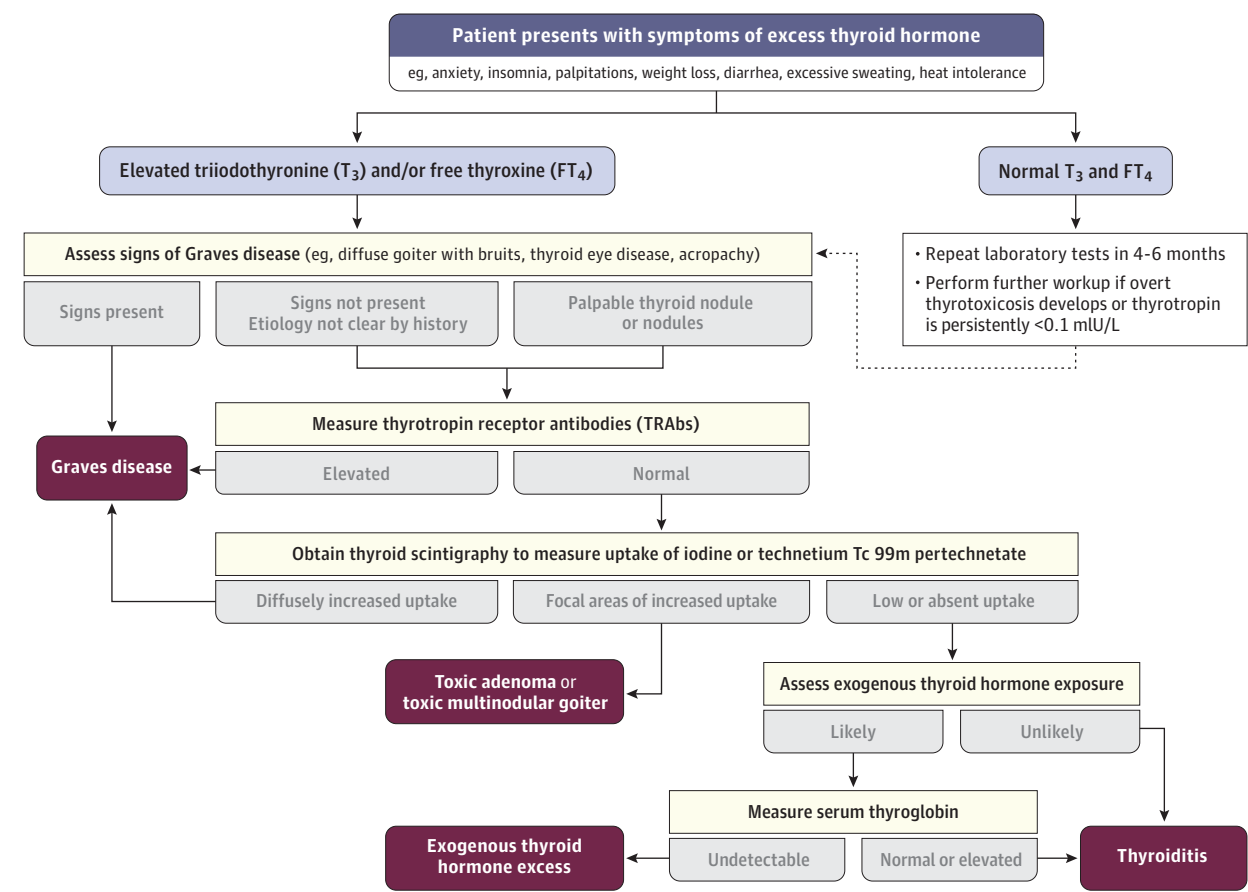 Patient presents with symptoms of excess thyroid hormone
eg, anxiety, insomnia, palpitations, weight loss, diarrhea, excessive sweating, heat intolerance
Elevated triiodothyronine (T3) and/or free thyroxine (FT4)
Normal T3 and FT4
Assess signs of Graves disease (eg, diffuse goiter with bruits, thyroid eye disease, acropachy)
Signs present
Signs not present
Etiology not clear by history
Palpable thyroid nodule
or nodules
• Repeat laboratory tests in 4-6 months
• Perform further workup if overt
thyrotoxicosis develops or thyrotropin
is persistently <0.1 mlU/L
Measure thyrotropin receptor antibodies (TRAbs)
Elevated
Normal
Graves disease
Obtain thyroid scintigraphy to measure uptake of iodine or technetium Tc 99m pertechnetate
Diffusely increased uptake
Focal areas of increased uptake
Low or absent uptake
Toxic adenoma or
toxic multinodular goiter
Assess exogenous thyroid hormone exposure
Likely
Unlikely
Measure serum thyroglobin
Undetectable
Normal or elevated
Exogenous thyroid
hormone excess
Thyroiditis